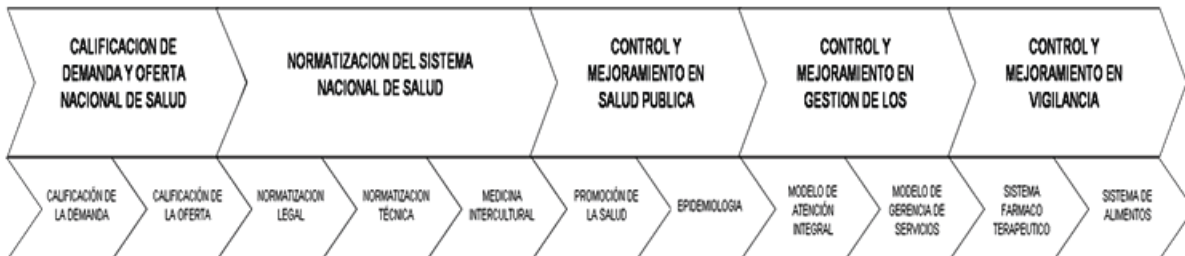 CALIFICACION DE
DEMANDA Y OFERTA
NACIONAL DE SALUD
NORMATIZACION DEL SISTEMA
NACIONAL DE SALUD
CONTROL Y
MEJORAMIENTO EN
SALUD PUBLICA
CONTROL Y
MEJORAMIENTO EN
GESTION DE LOS
CONTROL Y
MEJORAMIENTO EN
VIGILANCIA
CALIFICACIÓN DE
LA DEMANDA
CALIFICACIÓN DE
LA OFERTA
NORMATIZACION
LEGAL
NORMATIZACION
TÉCNICA
MEDICINA
INTERCULTURAL
PROMOCIÓN DE
LA SALUD
EPIDEMIOLOGIA
MODELO DE
ATENCIÓN
INTEGRAL
MODELO DE
GERENCIA DE
SERVICIOS
SISTEMA
FARMACO
TERAPEUTICO
SISTEMA DE
ALIMENTOS